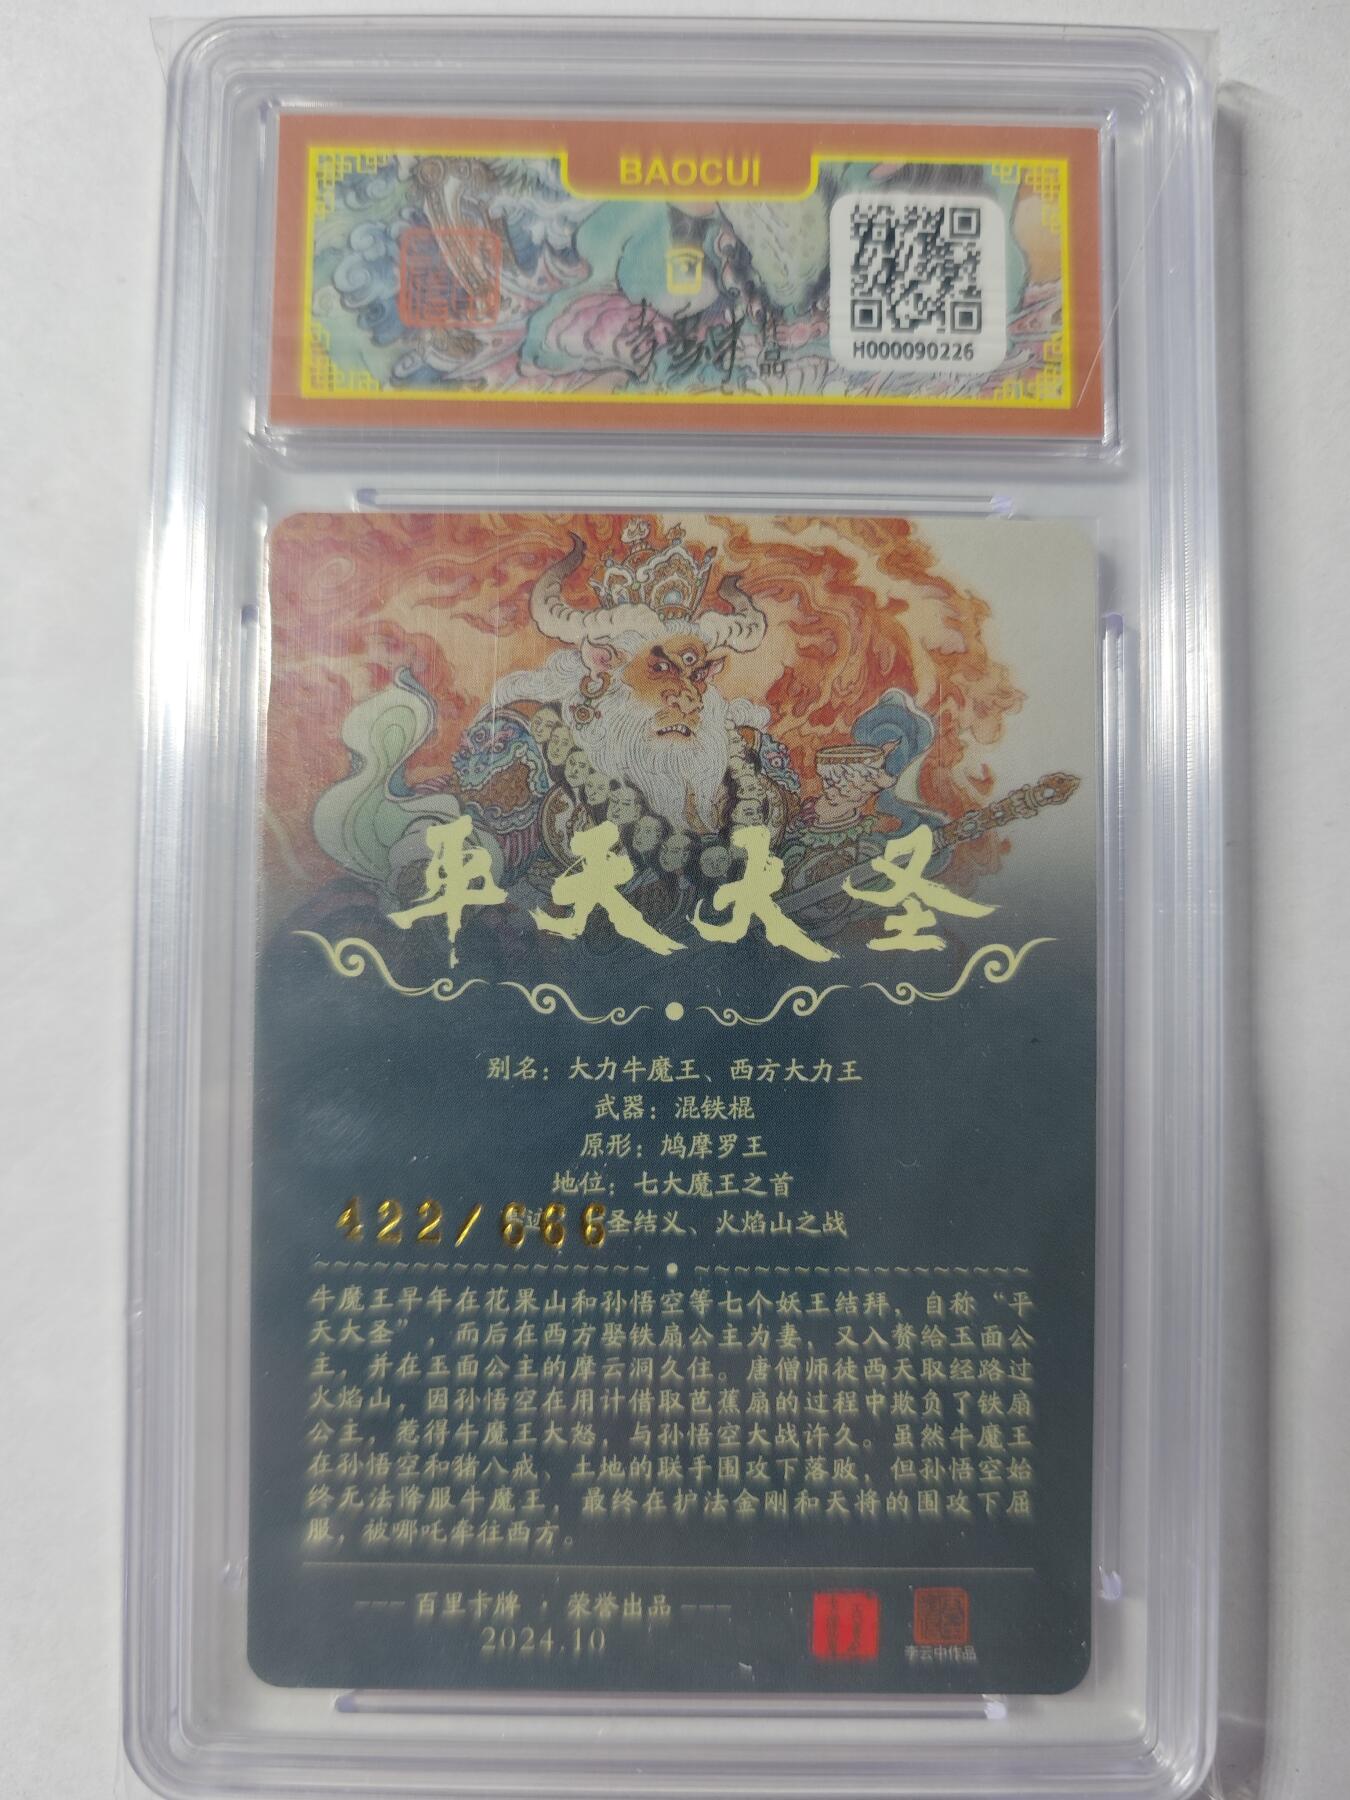 BAOCUI
H000090226
李云中作品
平天大圣
别名：大力牛魔王、西方大力王
武器：混铁棍
原形：鸠摩罗王
地位：七大魔王之首
圣结义、火焰山之战
422/666
牛魔王早年在花果山和孙悟空等七个妖王结拜，自称“平
天大圣”，而后在西方娶铁扇公主为妻，又入赘给玉面公
主，并在玉面公主的摩云洞久住。唐僧师徒西天取经路过
火焰山，因孙悟空在用计借取芭蕉扇的过程中欺负了铁扇
公主，惹得牛魔王大怒，与孙悟空大战许久。虽然牛魔王
在孙悟空和猪八戒、土地的联手围攻下落败，但孙悟空始
终无法降服牛魔王，最终在护法金刚和天将的围攻下屈
服，被哪吒牵往西方。
--- 百里卡牌 · 荣誉出品 ---
2024.10
李云中作品